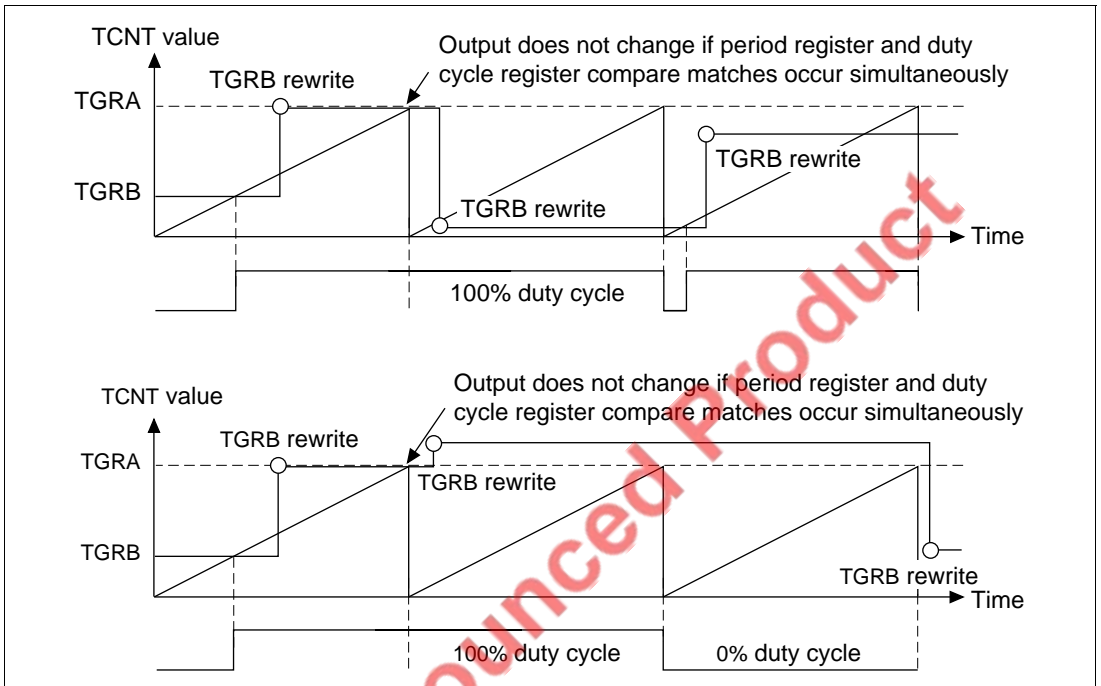 TCNT value
Output does not change if period register and duty
cycle register compare matches occur simultaneously
TGRB rewrite
TGRA
TGRB rewrite
TGRB
TGRB rewrite
Time
100% duty cycle
Output does not change if period register and duty
cycle register compare matches occur simultaneously
TCNT value
TGRB rewrite
TGRA
TGRB rewrite
TGRB
TGRB rewrite
Time
100% duty cycle
0% duty cycle
ounced Product